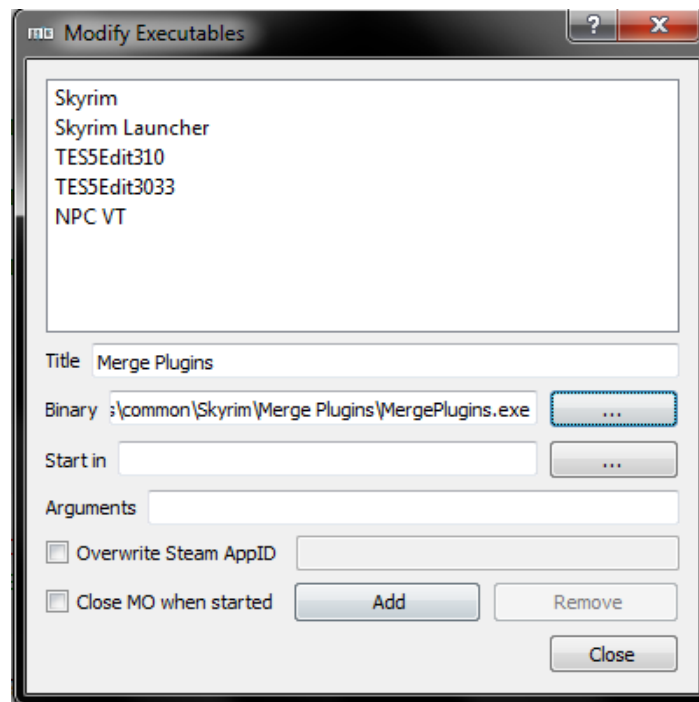 Modify Executables
Skyrim
Skyrim Launcher
TES5Edit310
TES5Edit3033
NPC VT
Title Merge Plugins
Binary s\common\Skyrim\Merge Plugins\MergePlugins.exe ...
Start in ...
Arguments
Overwrite Steam AppID
Close MO when started Add Remove
Close